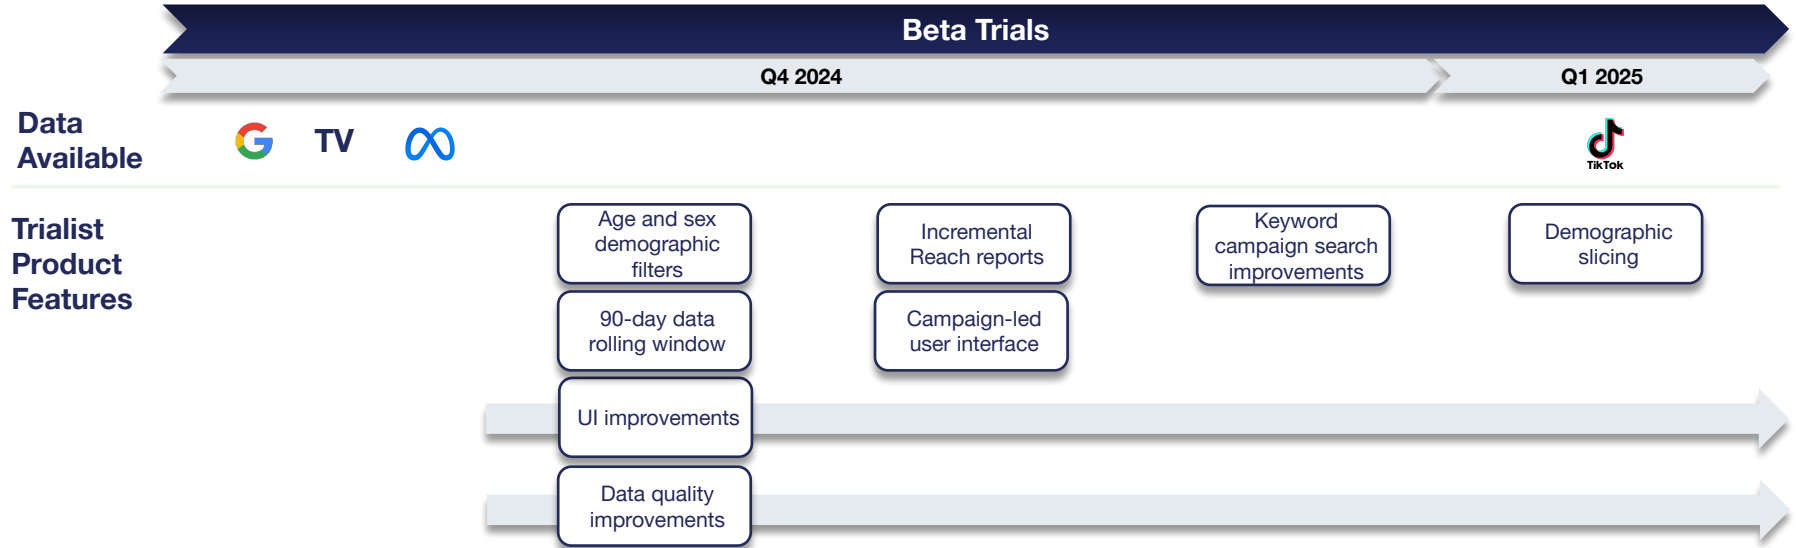 Beta Trials
Q4 2024
Q1 2025
Data
Available
TV
TikTok
Trialist
Product
Features
Age and sex
demographic
filters
Incremental
Reach reports
Keyword
campaign search
improvements
Demographic
slicing
90-day data
rolling window
Campaign-led
user interface
UI improvements
Data quality
improvements